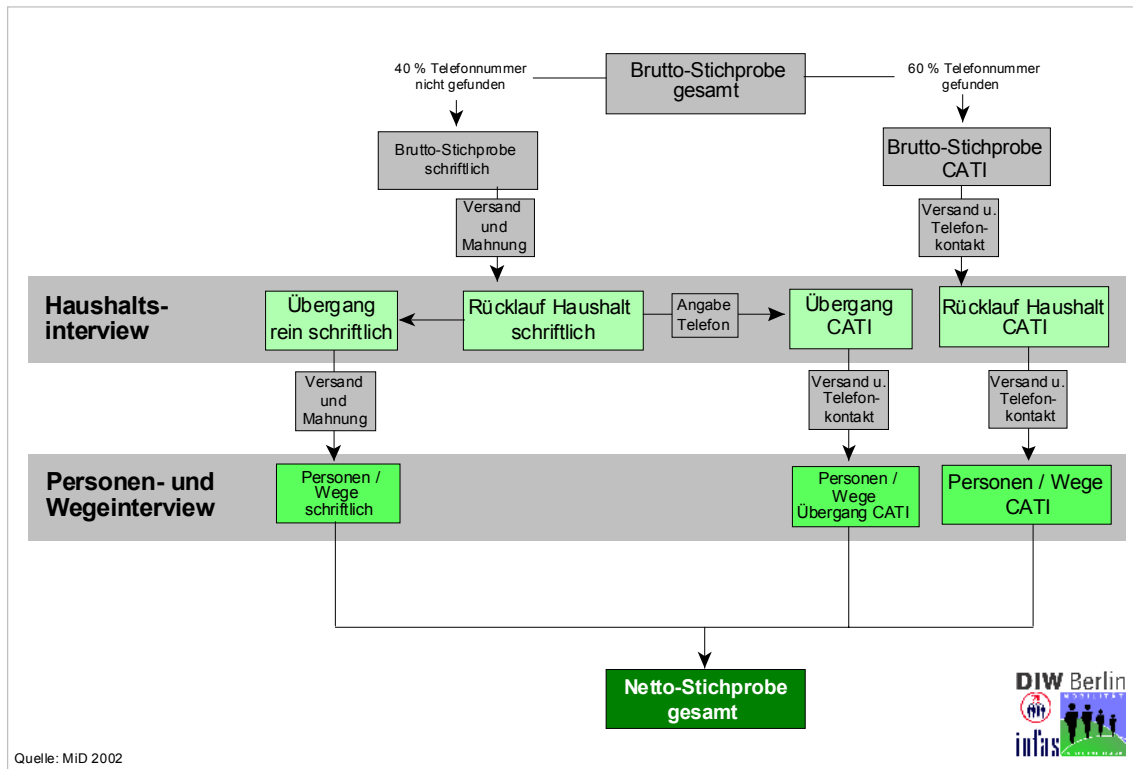 40 % Telefonnummer
nicht gefunden
Brutto-Stichprobe
gesamt
60 % Telefonnummer
gefunden
Brutto-Stichprobe
schriftlich
Brutto-Stichprobe
CATI
Versand
und
Mahnung
Versand u.
Telefon-
kontakt
Haushalts-
interview
Übergang
rein schriftlich
Rücklauf Haushalt
schriftlich
Angabe
Telefon
Übergang
CATI
Rücklauf Haushalt
CATI
Versand
und
Mahnung
Versand u.
Telefon-
kontakt
Versand u.
Telefon-
kontakt
Personen- und
Wegeinterview
Personen /
Wege
schriftlich
Personen /
Wege
Übergang CATI
Personen / Wege
CATI
Netto-Stichprobe
gesamt
DIW Berlin
MOBILITÄT
infas
Quelle: MiD 2002